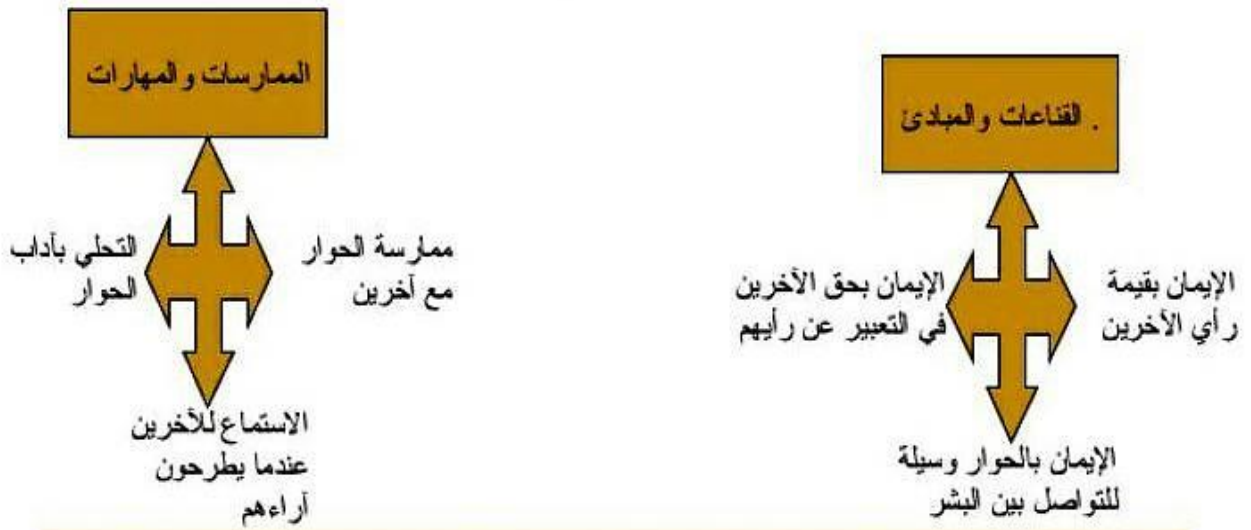 . القناعات والمبادئ
الإيمان بقيمة
رأي الآخرين
الإيمان بحق الآخرين
في التعبير عن رأيهم
الإيمان بالحوار وسيلة
للتواصل بين البشر
الممارسات والمهارات
ممارسة الحوار
مع آخرين
التحلي بآداب
الحوار
الاستماع للآخرين
عندما يطرحون
آراءهم